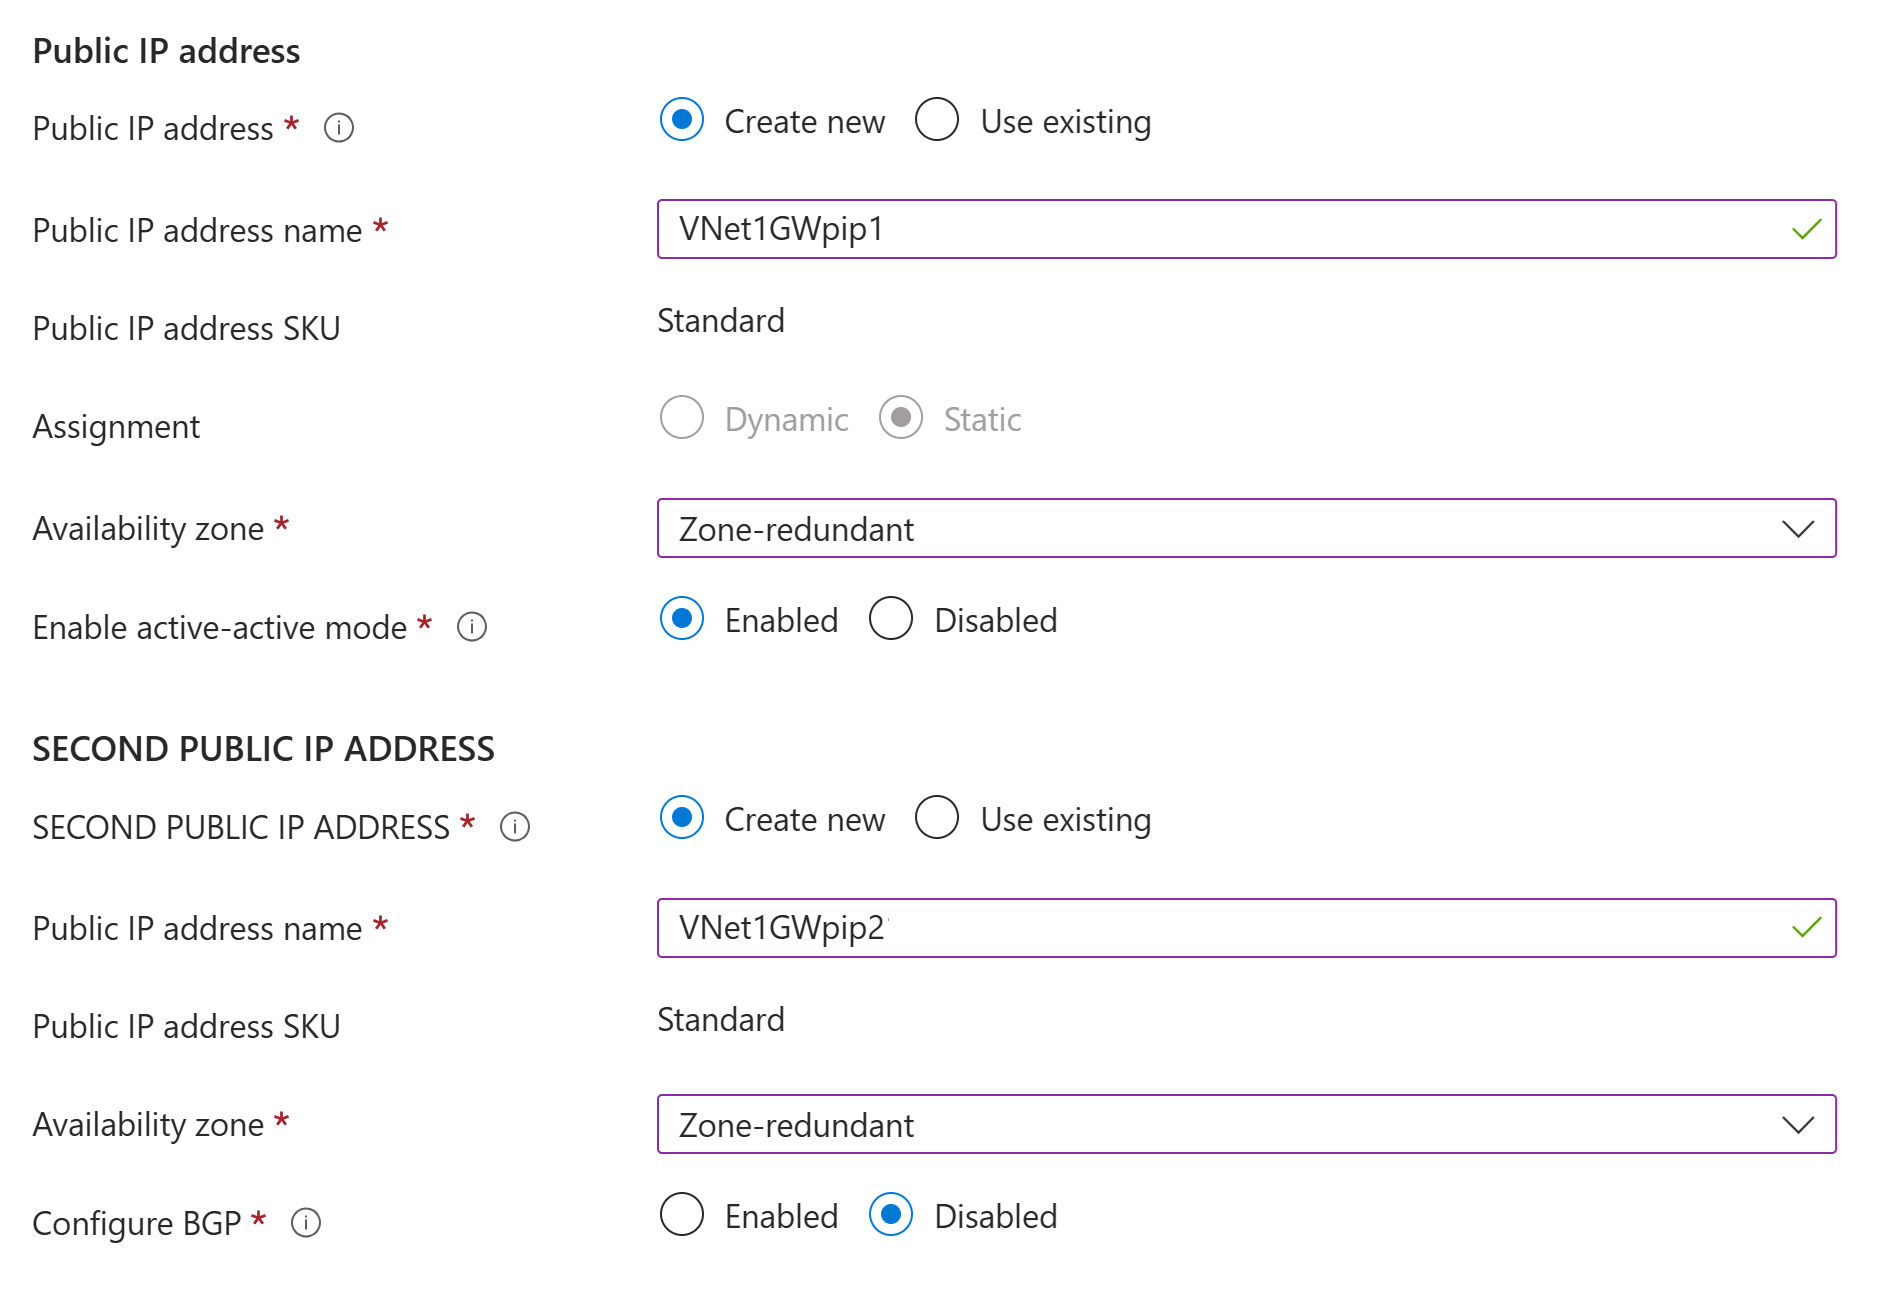 Public IP address
Public IP address * Create new Use existing
Public IP address name * VNet1GWpip1
Public IP address SKU Standard
Assignment Dynamic Static
Availability zone * Zone-redundant
Enable active-active mode * Enabled Disabled
SECOND PUBLIC IP ADDRESS
SECOND PUBLIC IP ADDRESS * Create new Use existing
Public IP address name * VNet1GWpip2
Public IP address SKU Standard
Availability zone * Zone-redundant
Configure BGP * Enabled Disabled